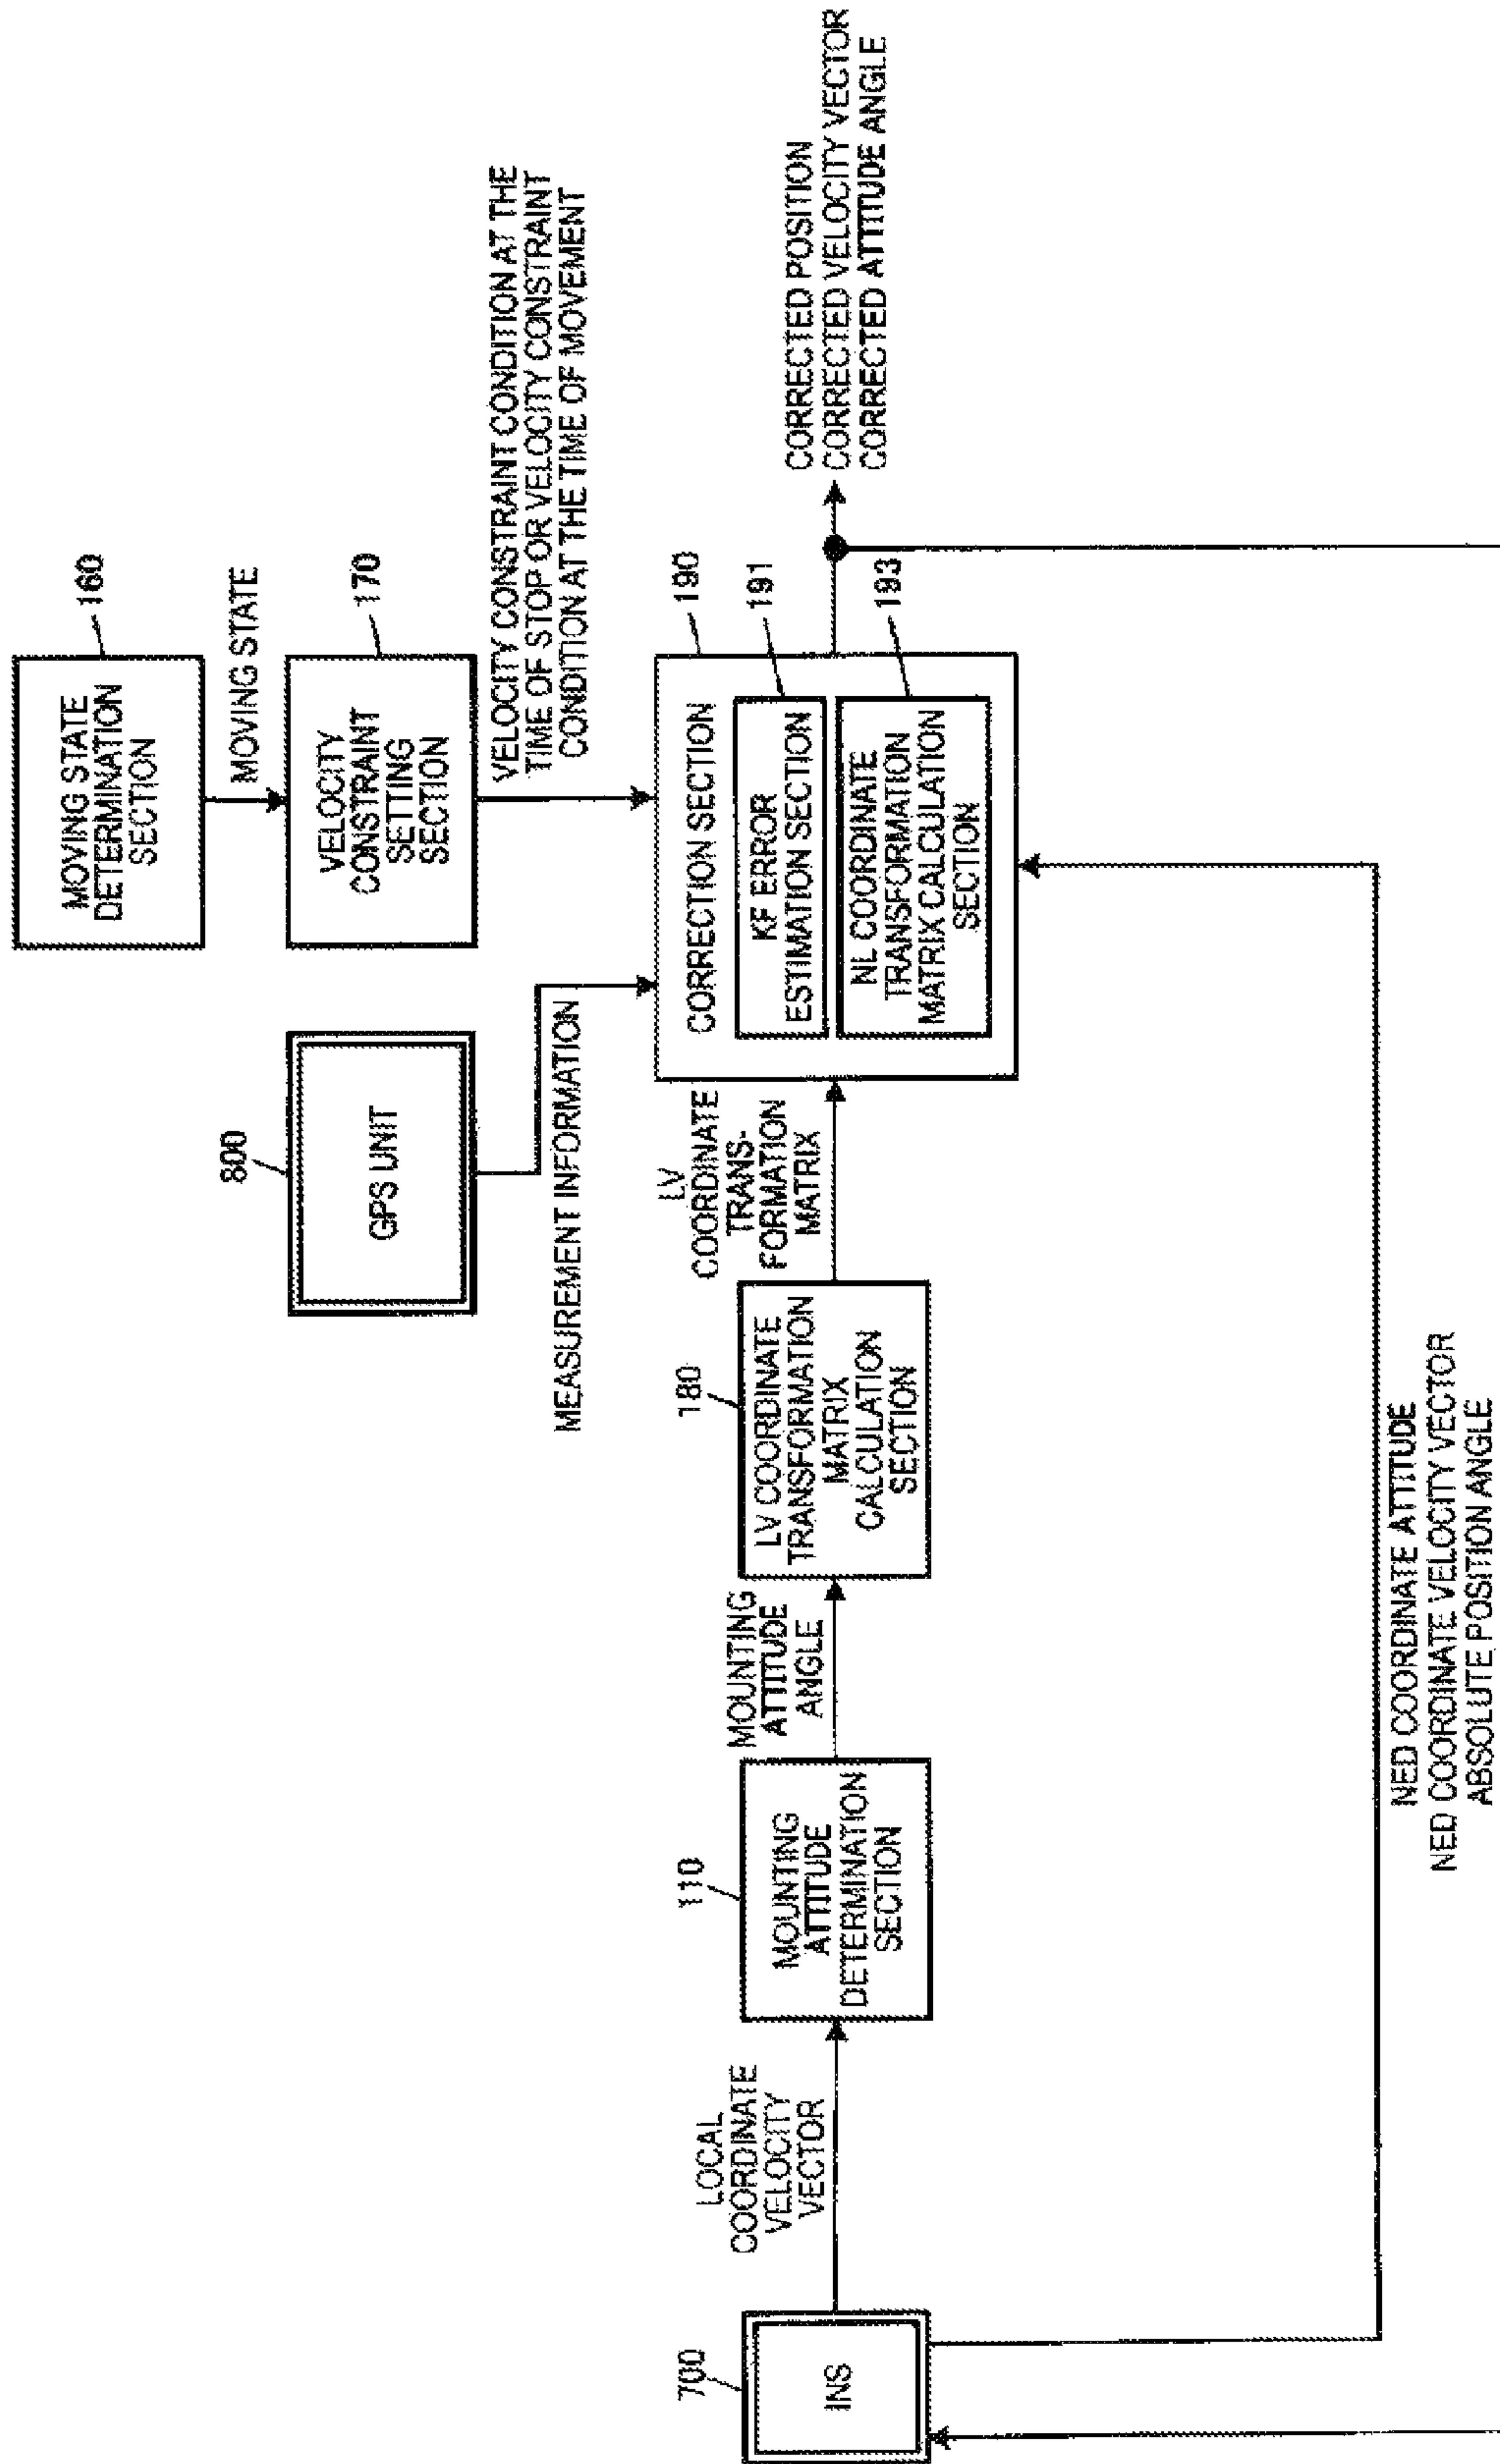 160
MOVING STATE
DETERMINATION
SECTION
MOVING STATE
170
VELOCITY
CONSTRAINT
SETTING
SECTION
VELOCITY CONSTRAINT CONDITION AT THE
TIME OF STOP OR VELOCITY CONSTRAINT
CONDITION AT THE TIME OF MOVEMENT
800
GPS UNIT
MEASUREMENT INFORMATION
700
INS
LOCAL
COORDINATE
VELOCITY
VECTOR
110
MOUNTING
ATTITUDE
DETERMINATION
SECTION
MOUNTING
ATTITUDE
ANGLE
180
LV COORDINATE
TRANSFORMATION
MATRIX
CALCULATION
SECTION
LV
COORDINATE
TRANS-
FORMATION
MATRIX
190
CORRECTION SECTION
191
KF ERROR
ESTIMATION SECTION
193
NL COORDINATE
TRANSFORMATION
MATRIX CALCULATION
SECTION
CORRECTED POSITION
CORRECTED VELOCITY VECTOR
CORRECTED ATTITUDE ANGLE
NED COORDINATE ATTITUDE
NED COORDINATE VELOCITY VECTOR
ABSOLUTE POSITION ANGLE